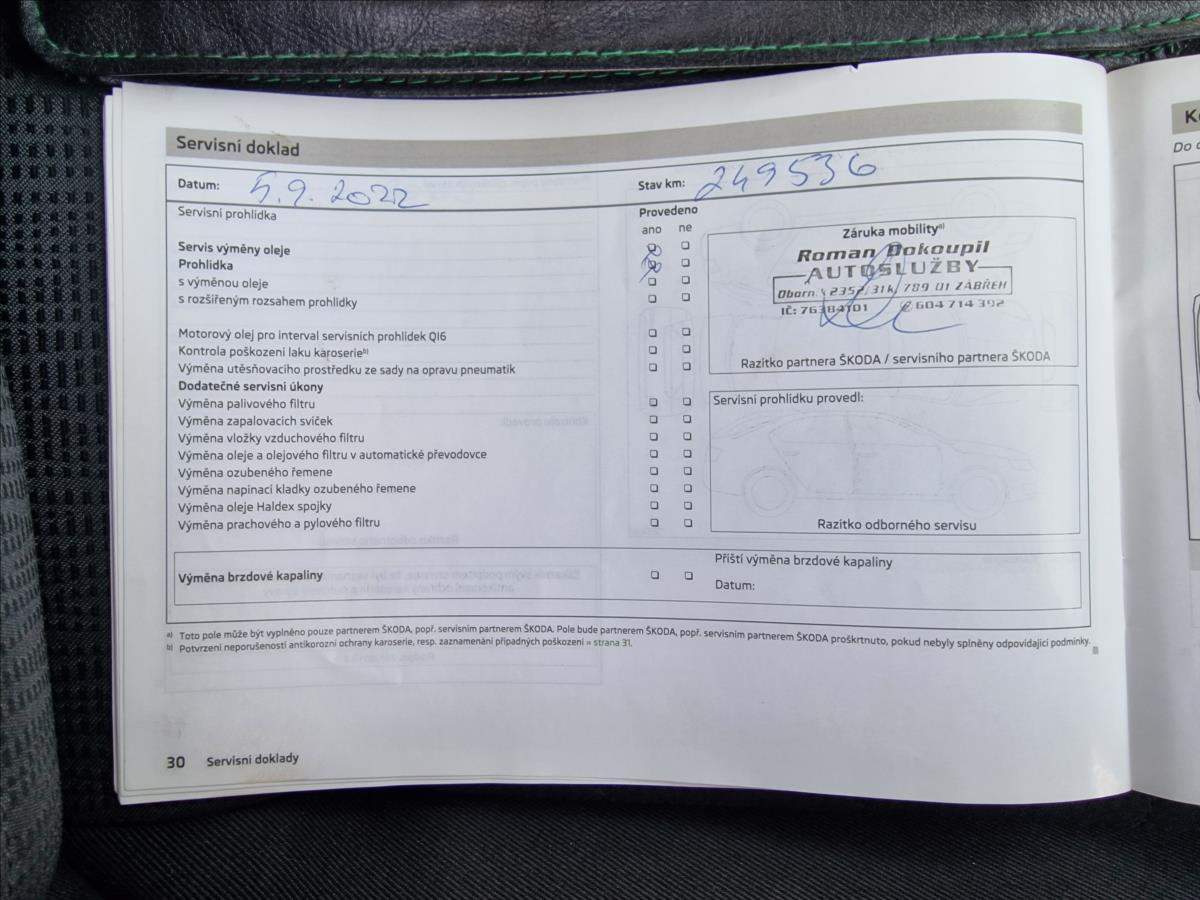 Servisní doklad
Datum: 5.9.2022
Stav km: 249536
Servisní prohlídka
Provedeno
ano ne
Servis výměny oleje
Prohlídka
s výměnou oleje
s rozšířeným rozsahem prohlídky
Motorový olej pro interval servisních prohlídek QI6
Kontrola poškození laku karoserie b)
Výměna utěsňovacího prostředku ze sady na opravu pneumatik
Dodatečné servisní úkony
Výměna palivového filtru
Výměna zapalovacích svíček
Výměna vložky vzduchového filtru
Výměna oleje a olejového filtru v automatické převodovce
Výměna ozubeného řemene
Výměna napínací kladky ozubeného řemene
Výměna oleje Haldex spojky
Výměna prachového a pylového filtru
Záruka mobility a)
Roman Dokoupil
AUTOSLUŽBY
2352/31k, 789 01 ZÁBŘEH
IČ: 76384101 604 714 392
Razítko partnera ŠKODA / servisního partnera ŠKODA
Servisní prohlídku provedl:
Razítko odborného servisu
Výměna brzdové kapaliny
Příští výměna brzdové kapaliny
Datum:
a) Toto pole může být vyplněno pouze partnerem ŠKODA, popř. servisním partnerem ŠKODA. Pole bude partnerem ŠKODA, popř. servisním partnerem ŠKODA proškrtnuto, pokud nebyly splněny odpovídající podmínky.
b) Potvrzení neporušenosti antikorozní ochrany karoserie, resp. zaznamenání případných poškození » strana 31.
30 Servisní doklady